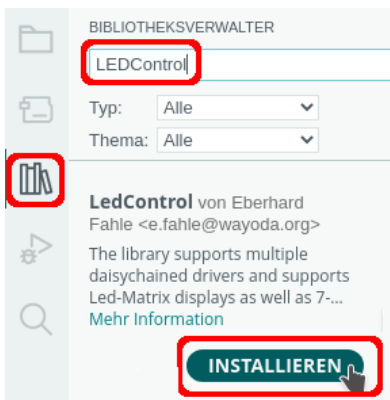 BIBLIOTHEKSVERWALTER
LEDControl
Typ: Alle
Thema: Alle
LedControl von Eberhard
Fahle <e.fahle@wayoda.org>
The library supports multiple
daisychained drivers and supports
Led-Matrix displays as well as 7-...
Mehr Information
INSTALLIEREN